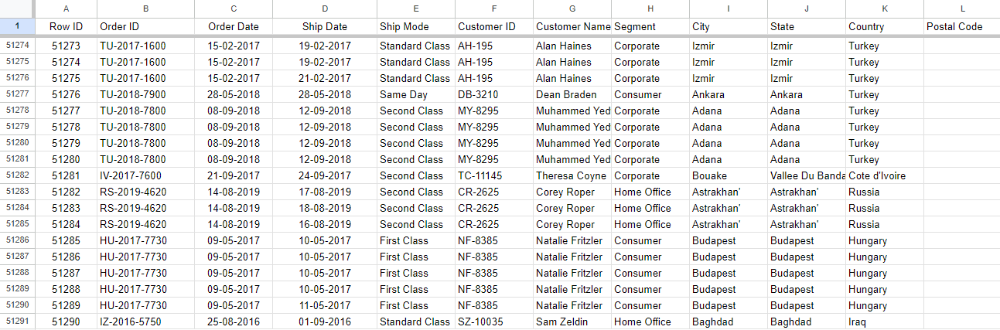 A B C D E F G H I J K L
1 Row ID Order ID Order Date Ship Date Ship Mode Customer ID Customer Name Segment City State Country Postal Code
51274 51273 TU-2017-1600 15-02-2017 19-02-2017 Standard Class AH-195 Alan Haines Corporate Izmir Izmir Turkey
51275 51274 TU-2017-1600 15-02-2017 19-02-2017 Standard Class AH-195 Alan Haines Corporate Izmir Izmir Turkey
51276 51275 TU-2017-1600 15-02-2017 21-02-2017 Standard Class AH-195 Alan Haines Corporate Izmir Izmir Turkey
51277 51276 TU-2018-7900 28-05-2018 28-05-2018 Same Day DB-3210 Dean Braden Consumer Ankara Ankara Turkey
51278 51277 TU-2018-7800 08-09-2018 12-09-2018 Second Class MY-8295 Muhammed Yed Corporate Adana Adana Turkey
51279 51278 TU-2018-7800 08-09-2018 12-09-2018 Second Class MY-8295 Muhammed Yed Corporate Adana Adana Turkey
51280 51279 TU-2018-7800 08-09-2018 12-09-2018 Second Class MY-8295 Muhammed Yed Corporate Adana Adana Turkey
51281 51280 TU-2018-7800 08-09-2018 12-09-2018 Second Class MY-8295 Muhammed Yed Corporate Adana Adana Turkey
51282 51281 IV-2017-7600 21-09-2017 24-09-2017 Second Class TC-11145 Theresa Coyne Corporate Bouake Vallee Du Banda Cote d'Ivoire
51283 51282 RS-2019-4620 14-08-2019 17-08-2019 Second Class CR-2625 Corey Roper Home Office Astrakhan' Astrakhan' Russia
51284 51283 RS-2019-4620 14-08-2019 18-08-2019 Second Class CR-2625 Corey Roper Home Office Astrakhan' Astrakhan' Russia
51285 51284 RS-2019-4620 14-08-2019 16-08-2019 Second Class CR-2625 Corey Roper Home Office Astrakhan' Astrakhan' Russia
51286 51285 HU-2017-7730 09-05-2017 10-05-2017 First Class NF-8385 Natalie Fritzler Consumer Budapest Budapest Hungary
51287 51286 HU-2017-7730 09-05-2017 10-05-2017 First Class NF-8385 Natalie Fritzler Consumer Budapest Budapest Hungary
51288 51287 HU-2017-7730 09-05-2017 10-05-2017 First Class NF-8385 Natalie Fritzler Consumer Budapest Budapest Hungary
51289 51288 HU-2017-7730 09-05-2017 10-05-2017 First Class NF-8385 Natalie Fritzler Consumer Budapest Budapest Hungary
51290 51289 HU-2017-7730 09-05-2017 11-05-2017 First Class NF-8385 Natalie Fritzler Consumer Budapest Budapest Hungary
51291 51290 IZ-2016-5750 25-08-2016 01-09-2016 Standard Class SZ-10035 Sam Zeldin Home Office Baghdad Baghdad Iraq